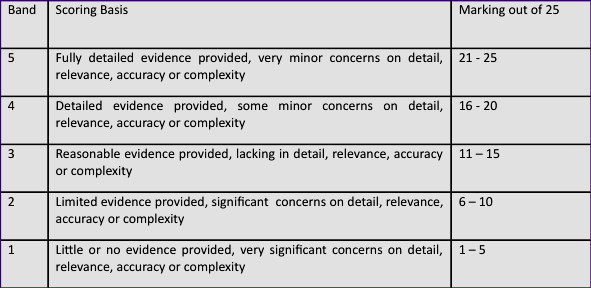 Band Scoring Basis Marking out of 25
5 Fully detailed evidence provided, very minor concerns on detail, 21 - 25
relevance, accuracy or complexity
4 Detailed evidence provided, some minor concerns on detail, 16 - 20
relevance, accuracy or complexity
3 Reasonable evidence provided, lacking in detail, relevance, accuracy 11 – 15
or complexity
2 Limited evidence provided, significant concerns on detail, relevance, 6 – 10
accuracy or complexity
1 Little or no evidence provided, very significant concerns on detail, 1 – 5
relevance, accuracy or complexity